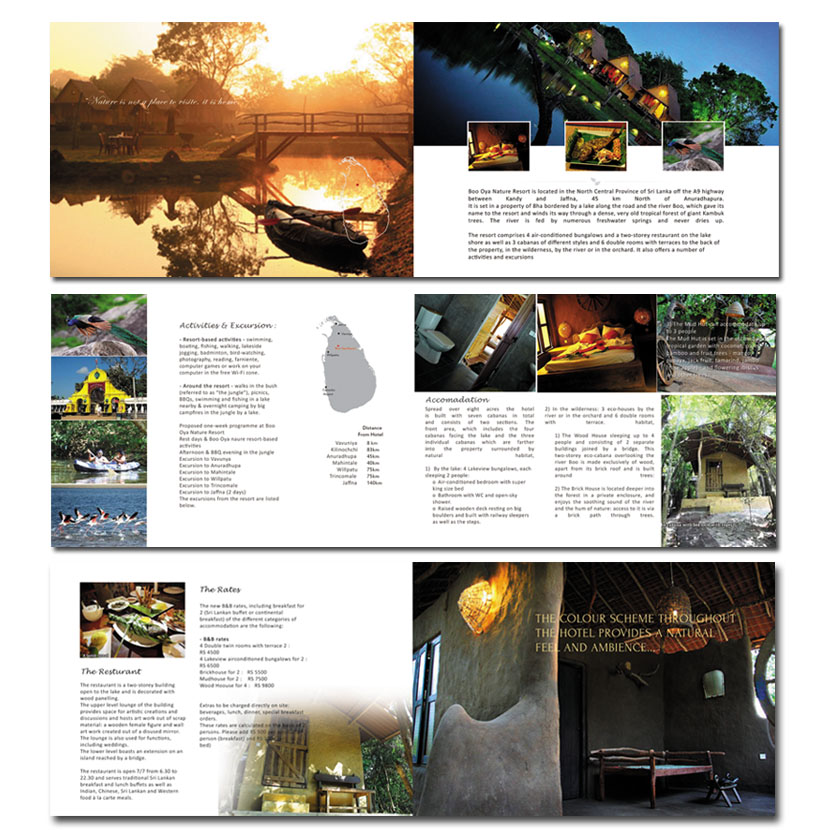 "Nature is not a place to visite, it is home"
Boo Oya Nature Resort is located in the North Central Province of Sri Lanka off the A9 highway
between Kandy and Jaffna, 45 km North of Anuradhapura.
It is set in a property of 8ha bordered by a lake along the road and the river Boo, which gave its
name to the resort and winds its way through a dense, very old tropical forest of giant Kambuk
trees. The river is fed by numerous freshwater springs and never dries up.
The resort comprises 4 air-conditioned bungalows and a two-storey restaurant on the lake
shore as well as 3 cabanas of different styles and 6 double rooms with terraces to the back of
the property, in the wilderness, by the river or in the orchard. It also offers a number of
activities and excursions
Activities & Excursion :
- Resort-based activities - swimming,
boating, fishing, walking, lakeside
jogging, badminton, bird-watching,
photography, reading, farniente,
computer games or work on your
computer in the free Wi-Fi zone.
- Around the resort - walks in the bush
(referred to as "the jungle"), picnics,
BBQs, swimming and fishing in a lake
nearby & overnight camping by big
campfires in the jungle by a lake.
Proposed one-week programme at Boo
Oya Nature Resort
Rest days & Boo Oya naure resort-based
activities
Afternoon & BBQ evening in the jungle
Excursion to Vavunya
Excursion to Anuradhapura
Excursion to Mahintale
Excursion to Willpatu
Excursion to Trincomale
Excursion to Jaffna (2 days)
The excursions from the resort are listed
below.
Distance
From Hotel
Vavuniya 8 km
Kilinochchi 83km
Anuradhapura 45km
Mahintale 40km
Willpatu 75km
Trincomale 75km
Jaffna 140km
Accomadation
Spread over eight acres the hotel
is built with seven cabanas in total
and consists of two sections. The
front area, which includes the four
cabanas facing the lake and the three
individual cabanas which are farther
into the property surrounded by
natural habitat,
1) By the lake: 4 Lakeview bungalows, each
sleeping 2 people:
o Air-conditioned bedroom with super
king size bed
o Bathroom with WC and open-sky
shower.
o Raised wooden deck resting on big
boulders and built with railway sleepers
as well as the steps.
2) In the wilderness: 3 eco-houses by the
river or in the orchard and 6 double rooms
with terrace. habitat,
1) The Wood House sleeping up to 4
people and consisting of 2 separate
buildings joined by a bridge. This
two-storey eco-cabana overlooking the
river Boo is made exclusively of wood,
apart from its brick roof and is built
around trees:
2) The Brick House is located deeper into
the forest in a private enclosure, and
enjoys the soothing sound of the river
and the hum of nature: access to it is via
a brick path through trees.
3) The Mud Hut
to 3 people
The Mud Hut is set in the
tropical garden with coconut,
bamboo and fruit trees -
The Resturant
The restaurant is a two-storey building
open to the lake and is decorated with
wood panelling.
The upper level lounge of the building
provides space for artistic creations and
discussions and hosts art work out of scrap
material: a wooden female figure and wall
art work created out of a disused mirror.
The lounge is also used for functions,
including weddings.
The lower level boasts an extension on an
island reached by a bridge.
The restaurant is open 7/7 from 6.30 to
22.30 and serves traditional Sri Lankan
breakfast and lunch buffets as well as
Indian, Chinese, Sri Lankan and Western
food a la carte meals.
The Rates
The new B&B rates, including breakfast for
2 (Sri Lankan buffet or continental
breakfast) of the different categories of
accommodation are the following:
- B&B rates
4 Double twin rooms with terrace 2 :
RS 4500
4 Lakeview airconditioned bungalows for 2 :
RS 6500
Brickhouse for 2 : RS 5500
Mudhouse for 2 : RS 7500
Wood Hoouse for 4 : RS 9800
Extras to be charged directly on site:
beverages, lunch, dinner, special breakfast
orders.
These rates are calculated on the basis of 2
persons. Please add RS 500
person (breakfast)
bed)
THE COLOUR SCHEME THROUGHOUT
THE HOTEL PROVIDES A NATURAL
FEEL AND AMBIENCE...